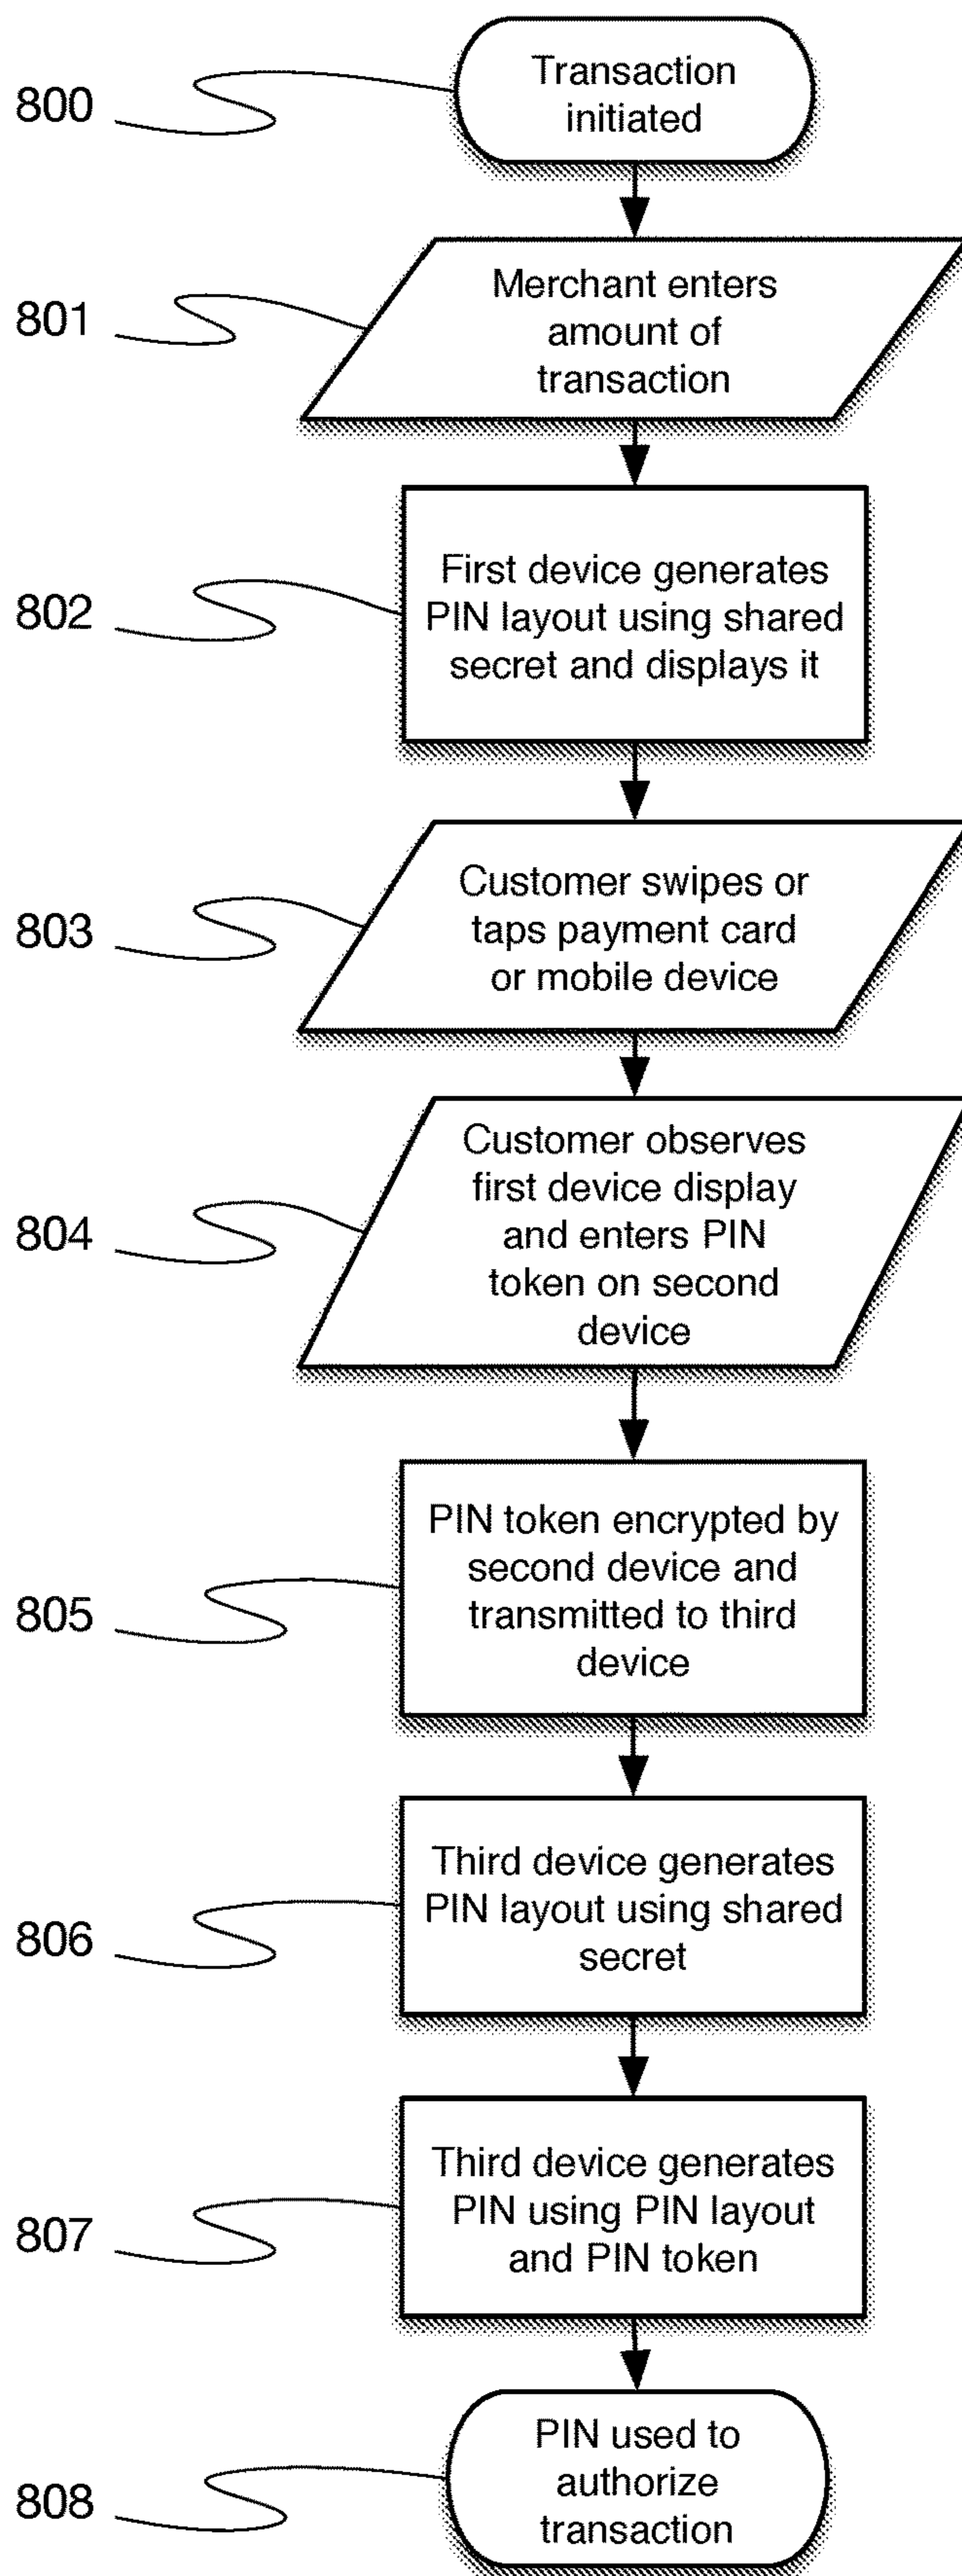 800
Transaction
initiated
801
Merchant enters
amount of
transaction
802
First device generates
PIN layout using shared
secret and displays it
803
Customer swipes or
taps payment card
or mobile device
804
Customer observes
first device display
and enters PIN
token on second
device
805
PIN token encrypted by
second device and
transmitted to third
device
806
Third device generates
PIN layout using shared
secret
807
Third device generates
PIN using PIN layout
and PIN token
808
PIN used to
authorize
transaction